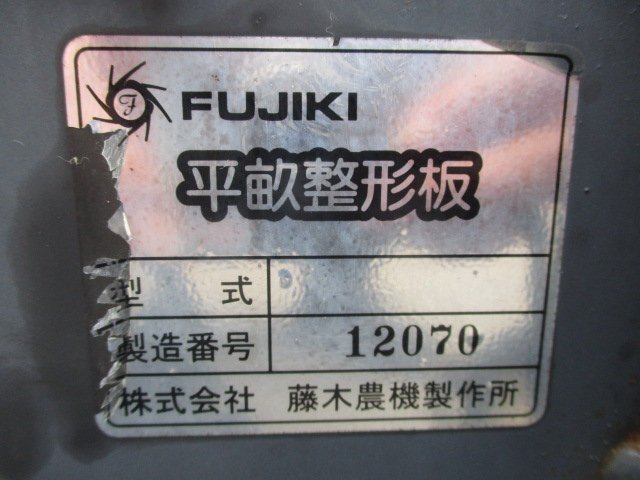 FUJIKI
平畝整形板
型 式
製造番号 12070
株式会社 藤木農機製作所